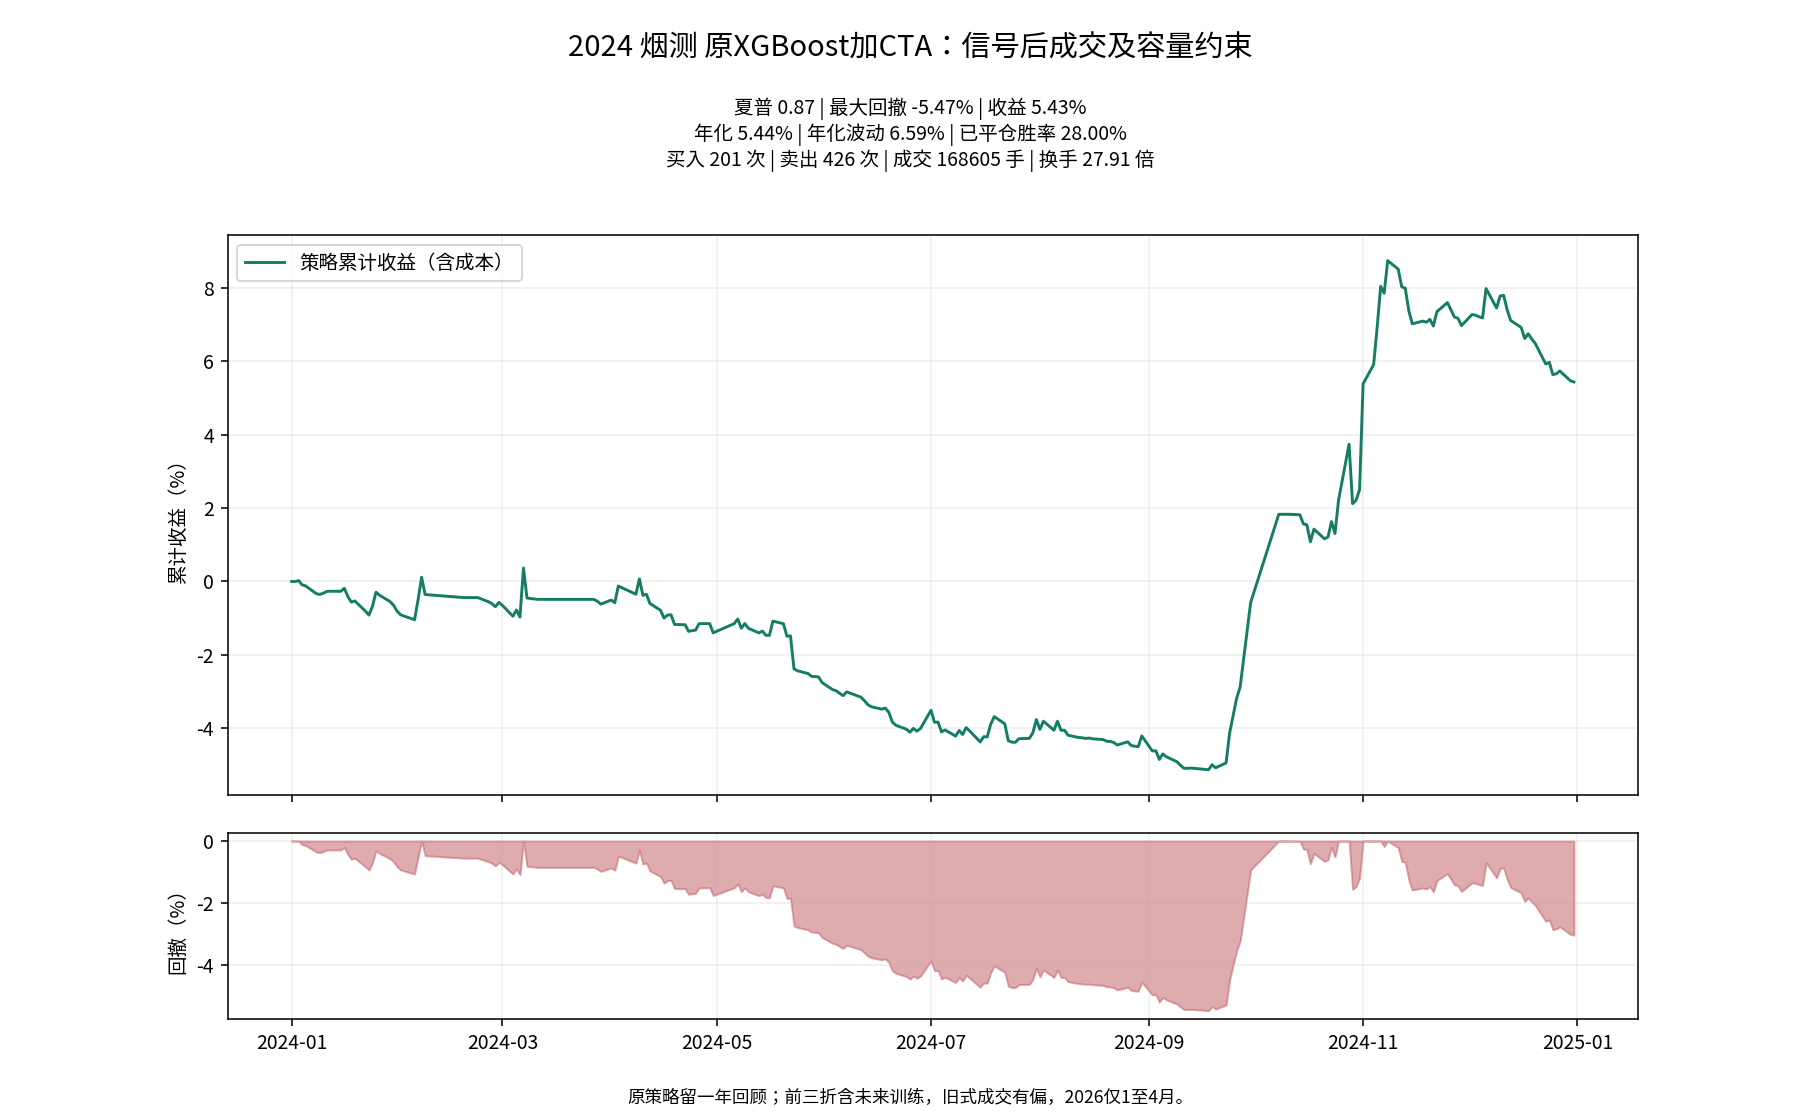 2024 烟测 原XGBoost加CTA：信号后成交及容量约束
夏普 0.87 | 最大回撤 -5.47% | 收益 5.43%
年化 5.44% | 年化波动 6.59% | 已平仓胜率 28.00%
买入 201 次 | 卖出 426 次 | 成交 168605 手 | 换手 27.91 倍
策略累计收益（含成本）
累计收益（%）
8
6
4
2
0
-2
-4
回撤（%）
0
-2
-4
2024-01
2024-03
2024-05
2024-07
2024-09
2024-11
2025-01
原策略留一年回顾；前三折含未来训练，旧式成交有偏，2026仅1至4月。